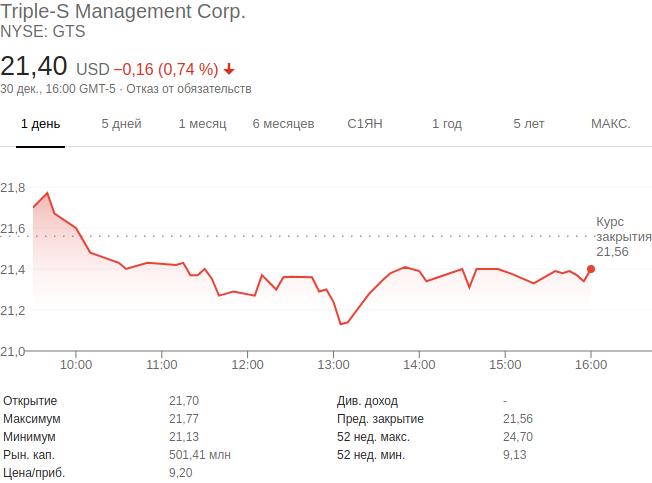 Triple-S Management Corp.
NYSE: GTS
21,40 USD −0,16 (0,74 %)
30 дек., 16:00 GMT-5 · Отказ от обязательств
1 день 5 дней 1 месяц 6 месяцев С1ЯН 1 год 5 лет МАКС.
21,8
21,6
21,4
21,2
21,0
Курс
закрытия
21,56
10:00 11:00 12:00 13:00 14:00 15:00 16:00
Открытие 21,70 Див. доход -
Максимум 21,77 Пред. закрытие 21,56
Минимум 21,13 52 нед. макс. 24,70
Рын. кап. 501,41 млн 52 нед. мин. 9,13
Цена/приб. 9,20